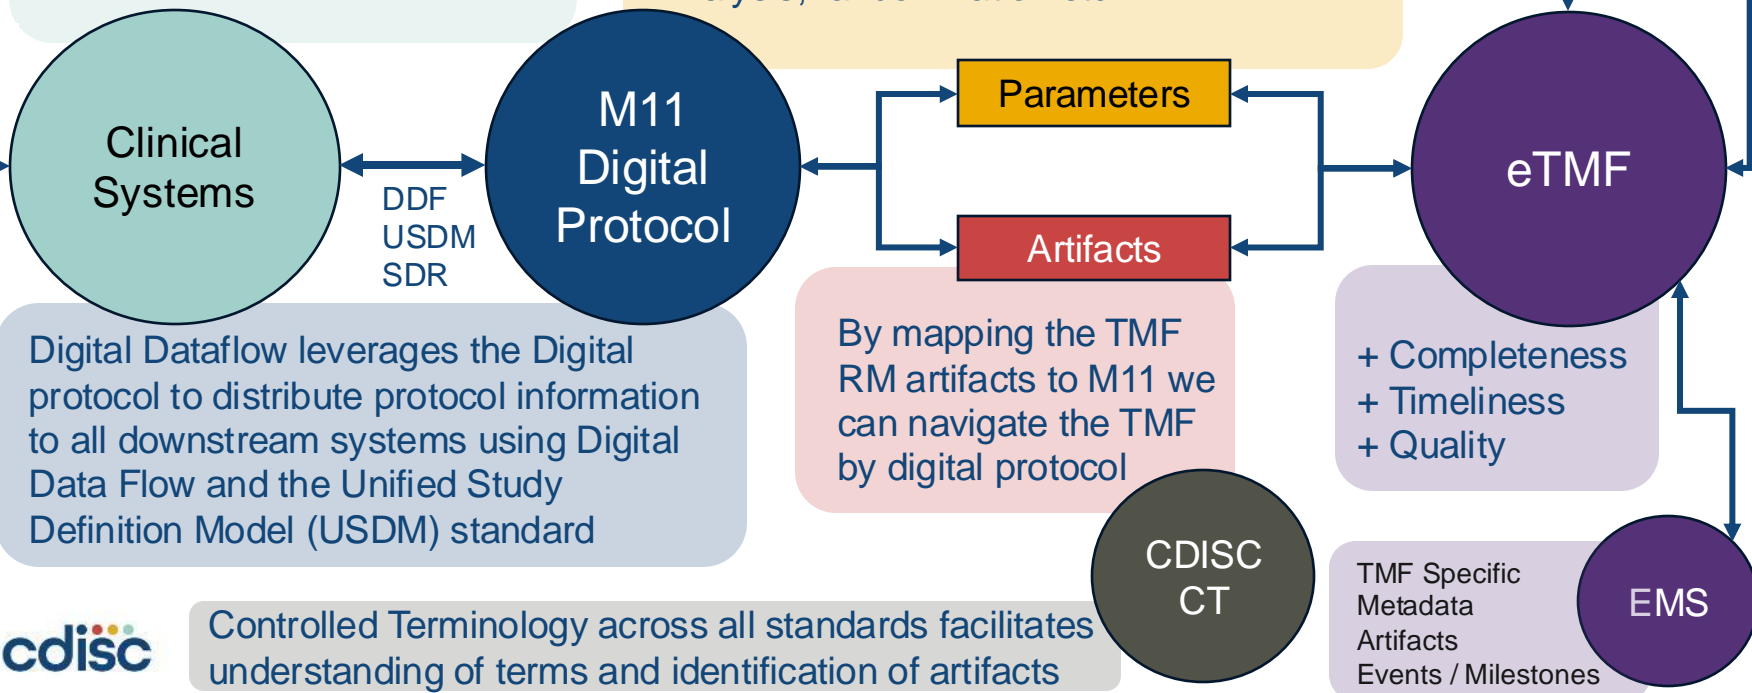 Clinical
Systems
DDF
USDM
SDR
M11
Digital
Protocol
Parameters
Artifacts
eTMF
Digital Dataflow leverages the Digital
protocol to distribute protocol information
to all downstream systems using Digital
Data Flow and the Unified Study
Definition Model (USDM) standard
By mapping the TMF
RM artifacts to M11 we
can navigate the TMF
by digital protocol
+ Completeness
+ Timeliness
+ Quality
CDISC
CT
TMF Specific
Metadata
Artifacts
Events / Milestones
EMS
cdisc
Controlled Terminology across all standards facilitates
understanding of terms and identification of artifacts